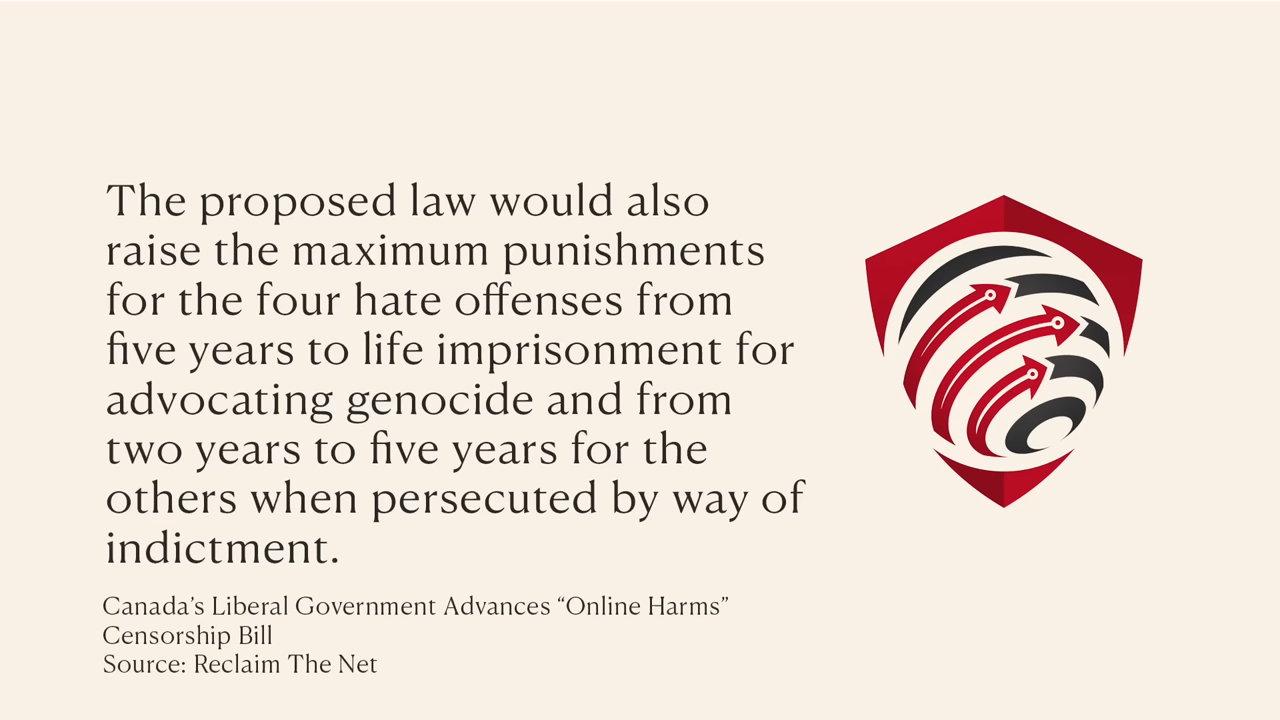 The proposed law would also
raise the maximum punishments
for the four hate offenses from
five years to life imprisonment for
advocating genocide and from
two years to five years for the
others when persecuted by way of
indictment.
Canada’s Liberal Government Advances “Online Harms”
Censorship Bill
Source: Reclaim The Net